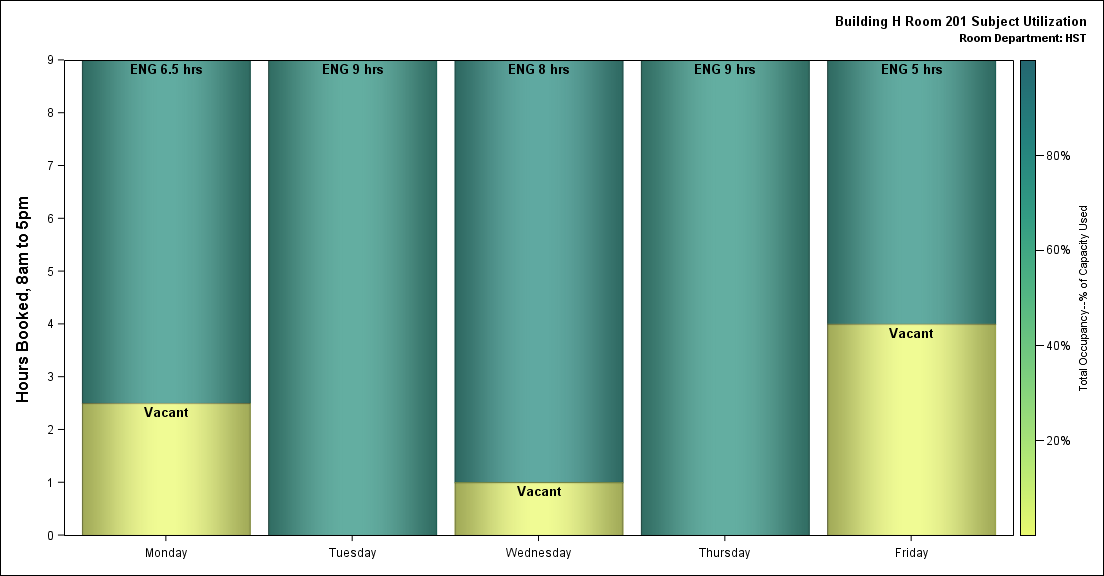 Building H Room 201 Subject Utilization
Room Department: HST
Hours Booked, 8am to 5pm
9
8
7
6
5
4
3
2
1
0
ENG 6.5 hrs
ENG 9 hrs
ENG 8 hrs
ENG 9 hrs
ENG 5 hrs
Vacant
Vacant
Vacant
Monday
Tuesday
Wednesday
Thursday
Friday
80%
60%
40%
20%
Total Occupancy--% of Capacity Used